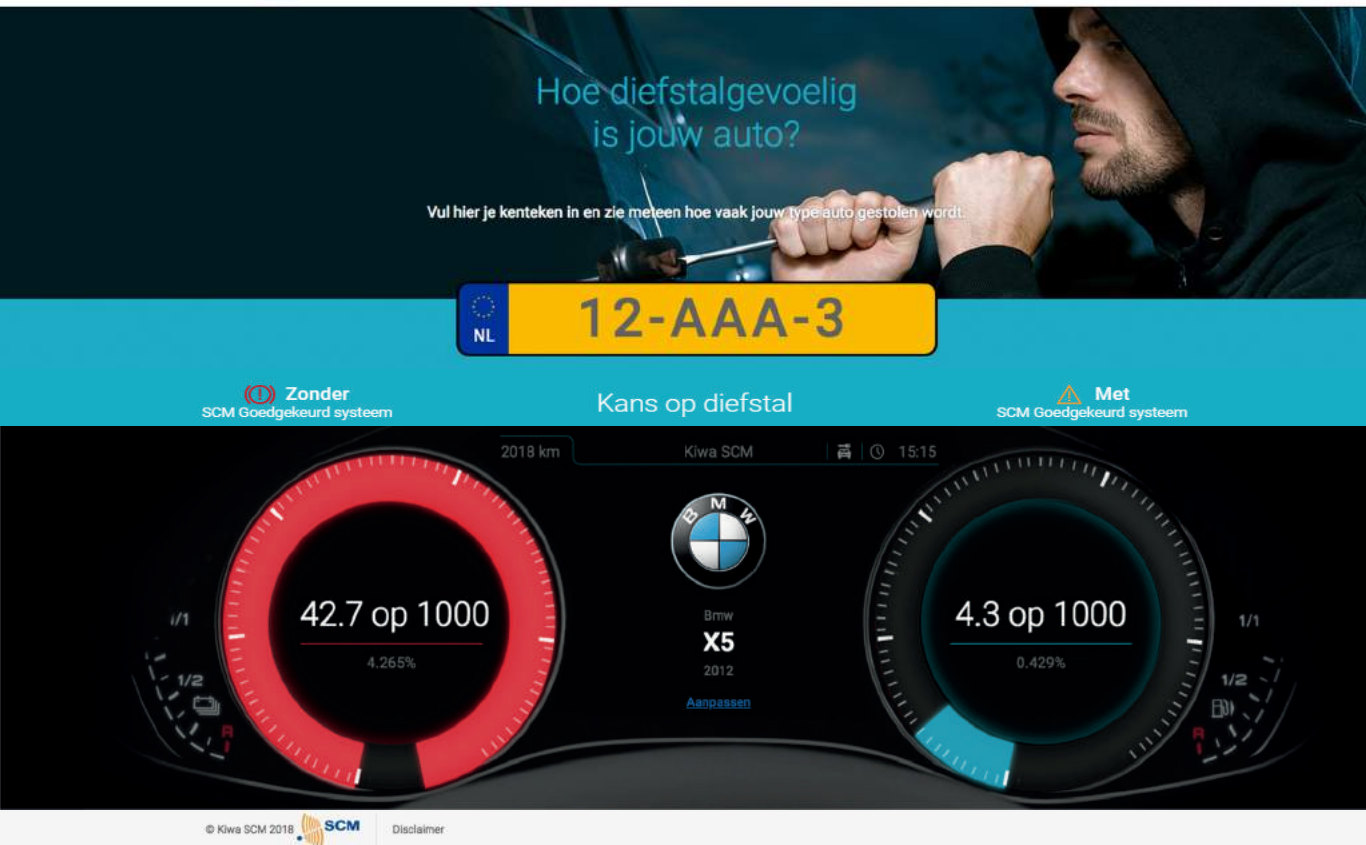 Hoe diefstalgevoelig
is jouw auto?
Vul hier je kenteken in en zie meteen hoe vaak jouw type auto gestolen wordt.
NL
12-AAA-3
Zonder
SCM Goedgekeurd systeem
Kans op diefstal
Met
SCM Goedgekeurd systeem
2018 km
Kiwa SCM
15:15
BMW
42.7 op 1000
4.265%
1/1
1/2
R
Bmw
X5
2012
Aanpassen
4.3 op 1000
0.429%
1/1
1/2
R
© Kiwa SCM 2018
SCM
Disclaimer